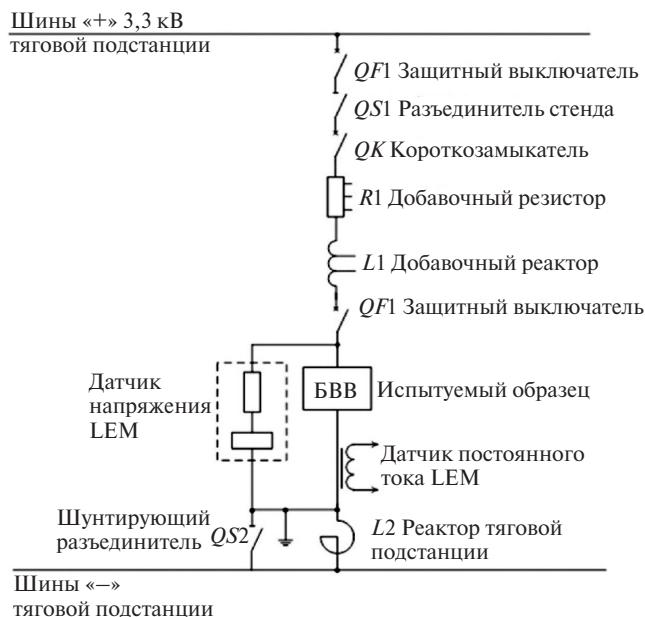 Шины «+» 3,3 кВ
тяговой подстанции
QF1 Защитный выключатель
QS1 Разъединитель стенда
QK Короткозамыкатель
R1 Добавочный резистор
L1 Добавочный реактор
QF1 Защитный выключатель
Датчик
напряжения
LEM
БВВ
Испытуемый образец
Датчик постоянного
тока LEM
Шунтирующий
разъединитель QS2
L2 Реактор тяговой
подстанции
Шины «–»
тяговой подстанции